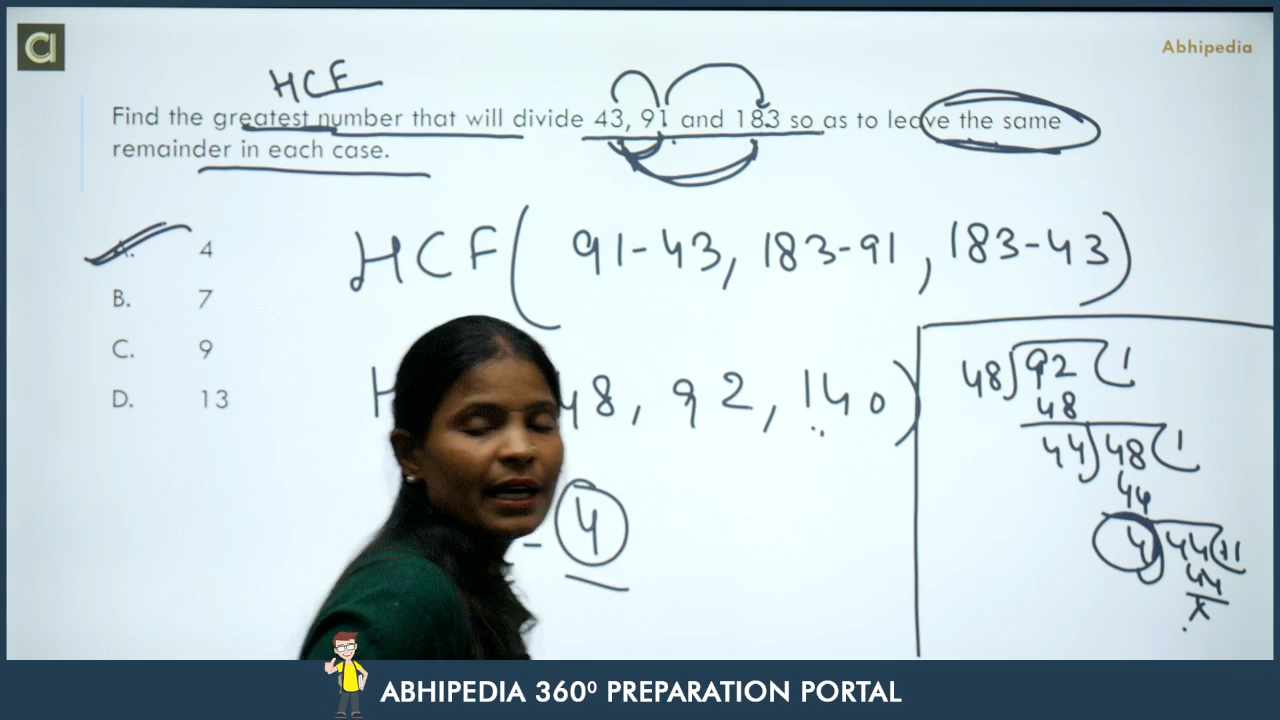 Abhipedia
HCF
Find the greatest number that will divide 43, 91 and 183 so as to leave the same
remainder in each case.
4
B. 7
C. 9
D. 13
HCF(91-43, 183-91, 183-43)
H 48, 92, 140)
- 4
48)92(1
48
44)48(1
44
4)44(11
44
x
ABHIPEDIA 360⁰ PREPARATION PORTAL